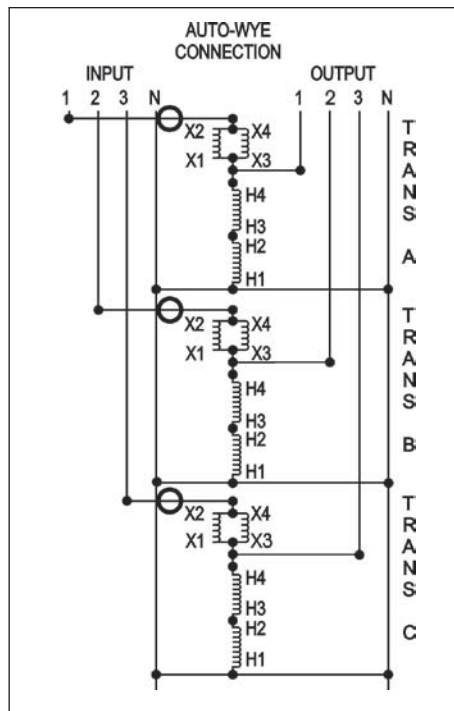 AUTO-WYE
CONNECTION
INPUT
OUTPUT
1 2 3 N
1 2 3 N
X2 X4
X1 X3
H4
H3
H2
H1
TRANS A
X2 X4
X1 X3
H4
H3
H2
H1
TRANS B
X2 X4
X1 X3
H4
H3
H2
H1
TRANS C